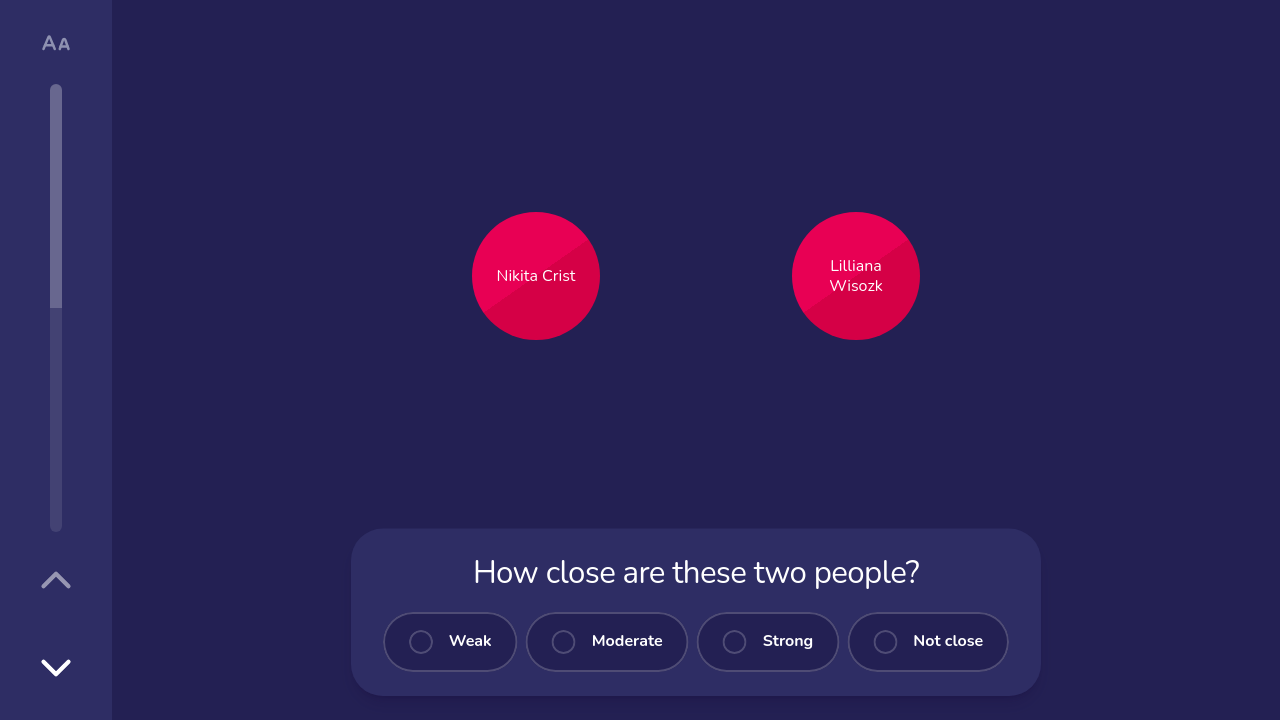 AA
Nikita Crist
Lilliana
Wisozk
How close are these two people?
Weak
Moderate
Strong
Not close